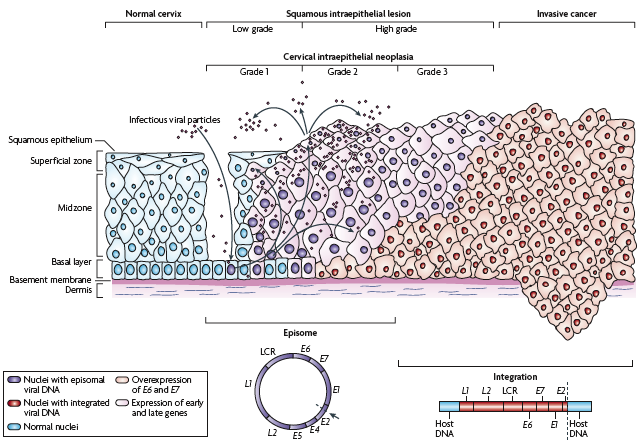 Normal cervix
Squamous intraepithelial lesion
Invasive cancer
Low grade
High grade
Cervical intraepithelial neoplasia
Grade 1
Grade 2
Grade 3
Infectious viral particles
Squamous epithelium
Superficial zone
Midzone
Basal layer
Basement membrane
Dermis
Episome
Integration
LCR
E6
E7
L1
E1
E2
E4
E5
L2
L1
L2
LCR
E7
E2
E6
E1
Host
DNA
Host
DNA
Nuclei with episomal
viral DNA
Nuclei with integrated
viral DNA
Normal nuclei
Overexpression
of E6 and E7
Expression of early
and late genes